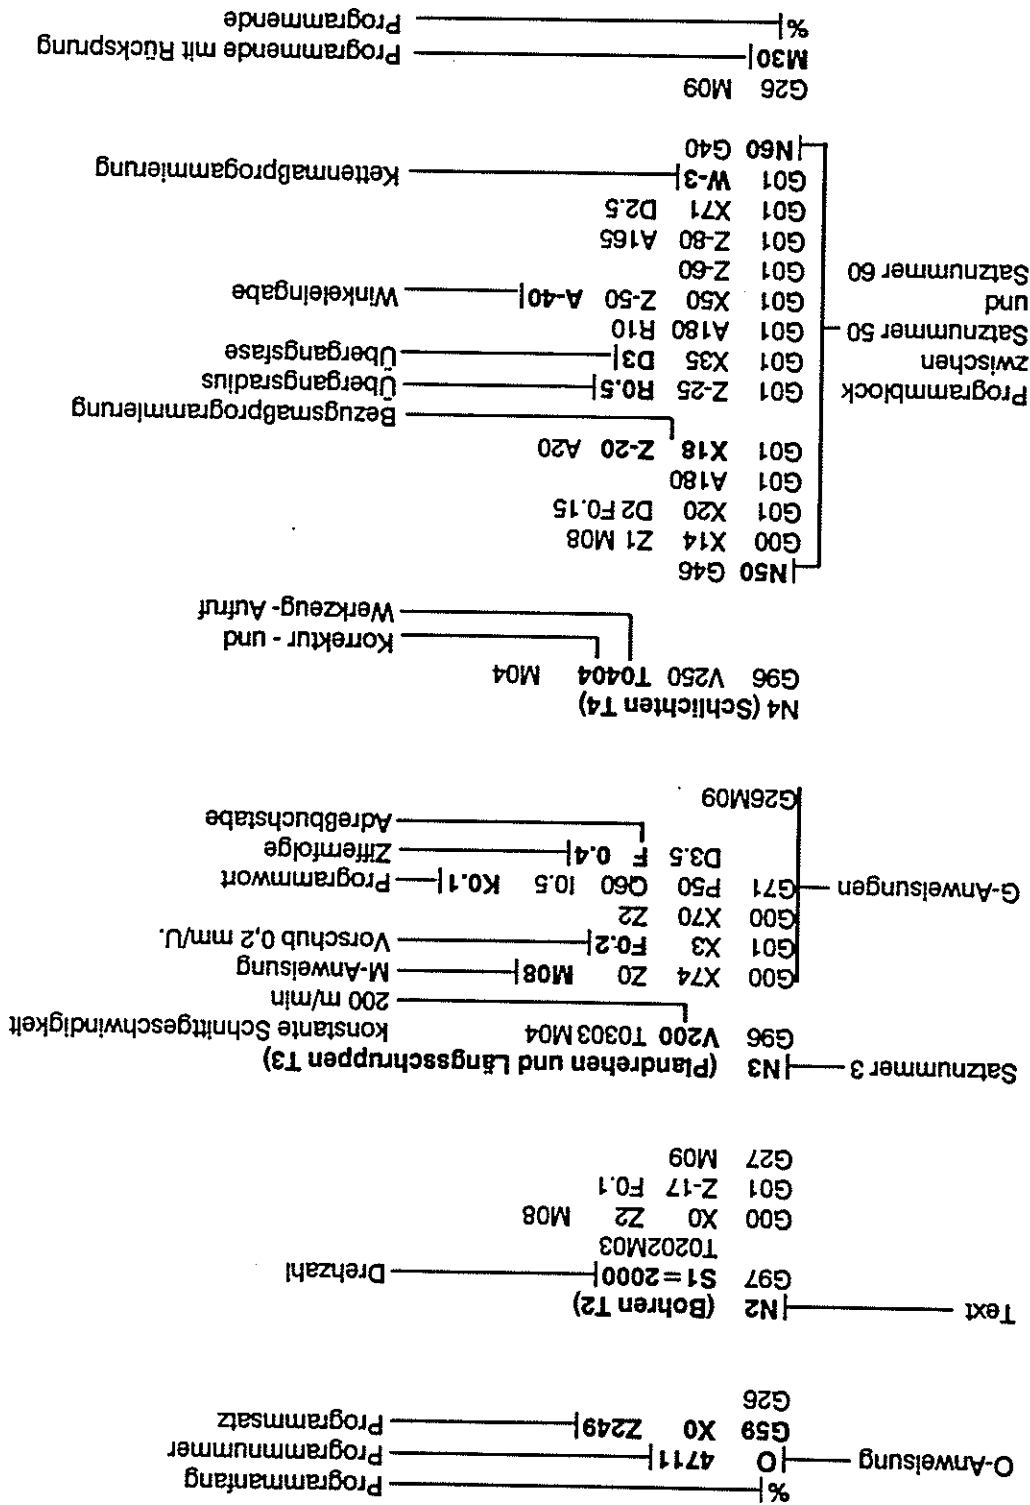 % Programmanfang
O-Anweisung O 4711 Programmnummer
G59 X0 Z249 Programmsatz
G26
Text N2 (Bohren T2)
G97 S1=2000 Drehzahl
T0202M03
G00 X0 Z2 M08
G01 Z-17 F0.1
G27 M09
Satznummer 3 N3 (Plandrehen und Längsschruppen T3)
G96 V200 T0303 M04 konstante Schnittgeschwindigkeit
200 m/min
G00 X74 Z0 M08 M-Anweisung
G01 X3 F0.2 Vorschub 0,2 mm/U.
G00 X70 Z2
G-Anweisungen G71 P50 Q60 I0.5 K0.1 Programmwort
D3.5 F 0.4 Ziffernfolge
Adreßbuchstabe
G26M09
N4 (Schlichten T4)
G96 V250 T0404 M04
Korrektur - und
Werkzeug- Aufruf
N50 G46
G00 X14 Z1 M08
G01 X20 D2 F0.15
G01 A180
G01 X18 Z-20 A20
Bezugsmaßprogrammierung
Programmblock G01 Z-25 R0.5 Übergangsradius
zwischen G01 X35 D3 Übergangsfase
Satznummer 50 G01 A180 R10
und G01 X50 Z-50 A-40 Winkeleingabe
Satznummer 60 G01 Z-60
G01 Z-80 A165
G01 X71 D2.5
G01 W-3 Kettenmaßprogammierung
N60 G40
G26 M09
M30 Programmende mit Rücksprung
% Programmende